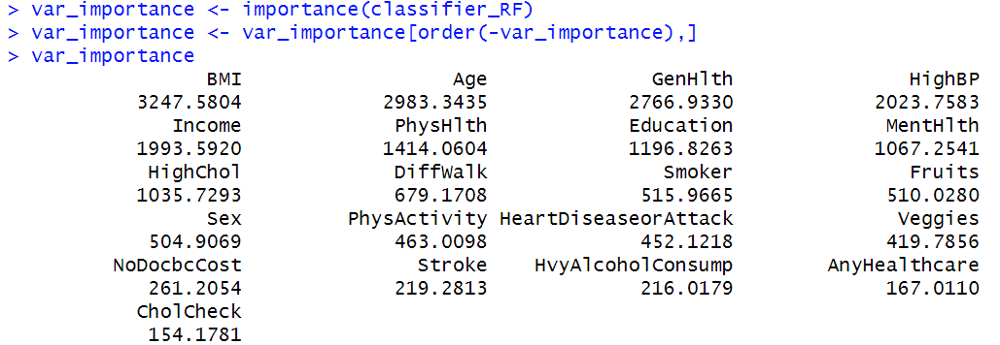 > var_importance <- importance(classifier_RF)
> var_importance <- var_importance[order(-var_importance),]
> var_importance
BMI Age GenHlth HighBP
3247.5804 2983.3435 2766.9330 2023.7583
Income PhysHlth Education MentHlth
1993.5920 1414.0604 1196.8263 1067.2541
HighChol DiffWalk Smoker Fruits
1035.7293 679.1708 515.9665 510.0280
Sex PhysActivity HeartDiseaseorAttack Veggies
504.9069 463.0098 452.1218 419.7856
NoDocbcCost Stroke HvyAlcoholConsump AnyHealthcare
261.2054 219.2813 216.0179 167.0110
CholCheck
154.1781